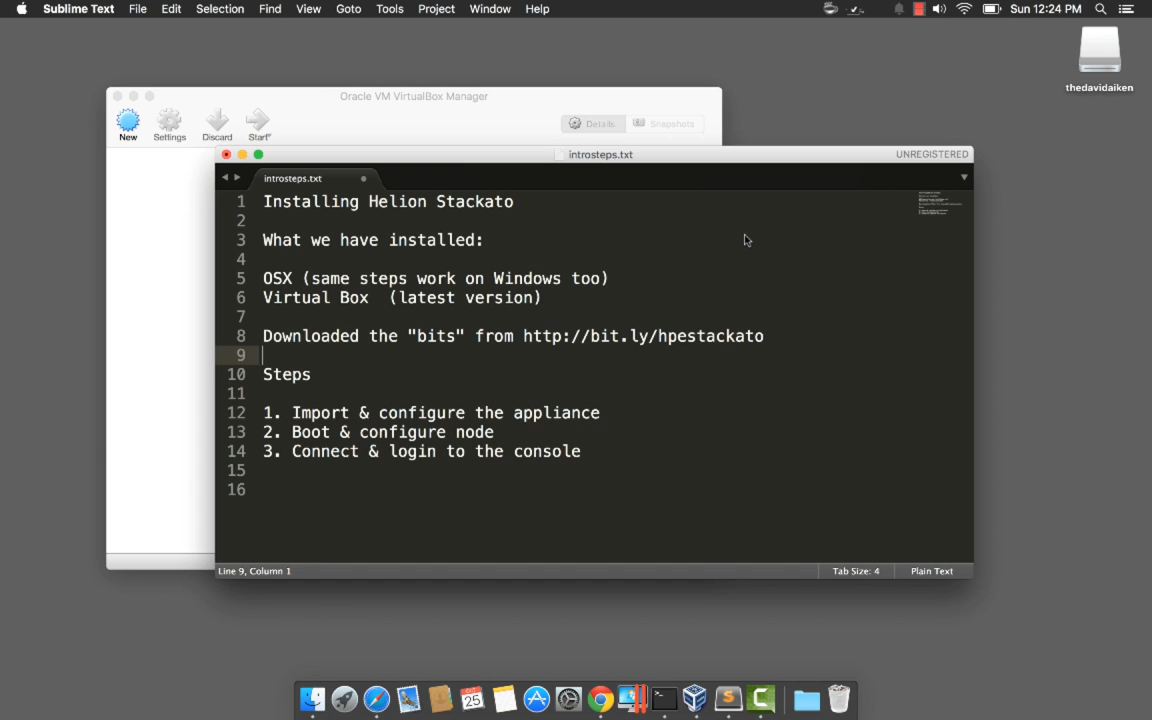 Sublime Text File Edit Selection Find View Goto Tools Project Window Help Sun 12:24 PM
thedavidaiken
Oracle VM VirtualBox Manager
New Settings Discard Start Details Snapshots
introsteps.txt UNREGISTERED
introsteps.txt
1 Installing Helion Stackato
2
3 What we have installed:
4
5 OSX (same steps work on Windows too)
6 Virtual Box  (latest version)
7
8 Downloaded the "bits" from http://bit.ly/hpestackato
9
10 Steps
11
12 1. Import & configure the appliance
13 2. Boot & configure node
14 3. Connect & login to the console
15
16
Line 9, Column 1 Tab Size: 4 Plain Text
25